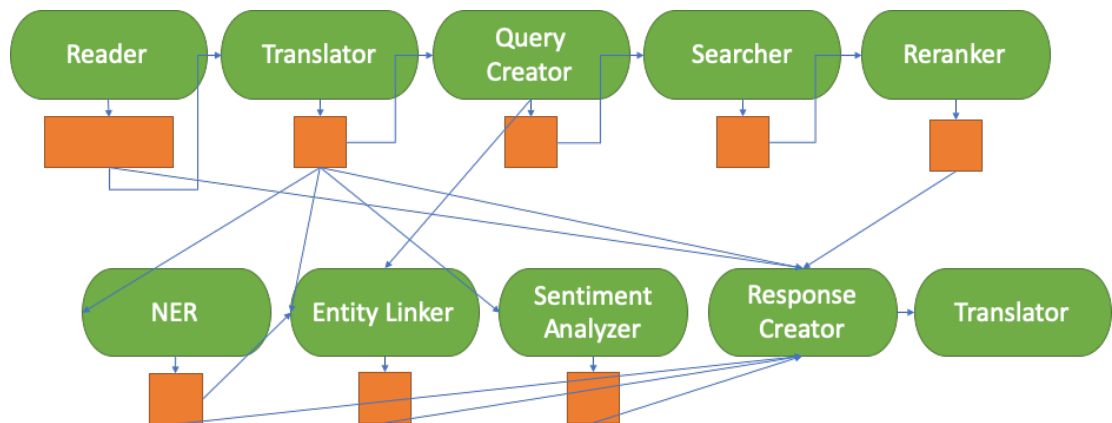 Reader
Translator
Query
Creator
Searcher
Reranker
NER
Entity Linker
Sentiment
Analyzer
Response
Creator
Translator